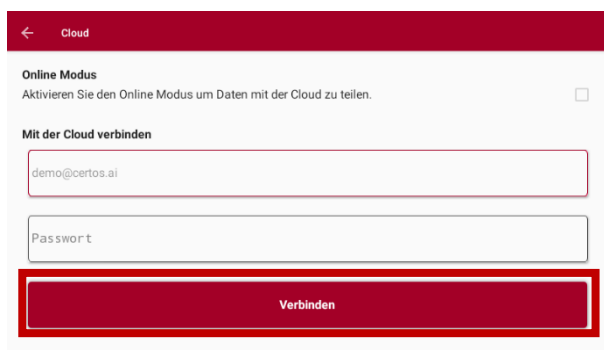 Cloud
Online Modus
Aktivieren Sie den Online Modus um Daten mit der Cloud zu teilen.
Mit der Cloud verbinden
demo@certos.ai
Passwort
Verbinden